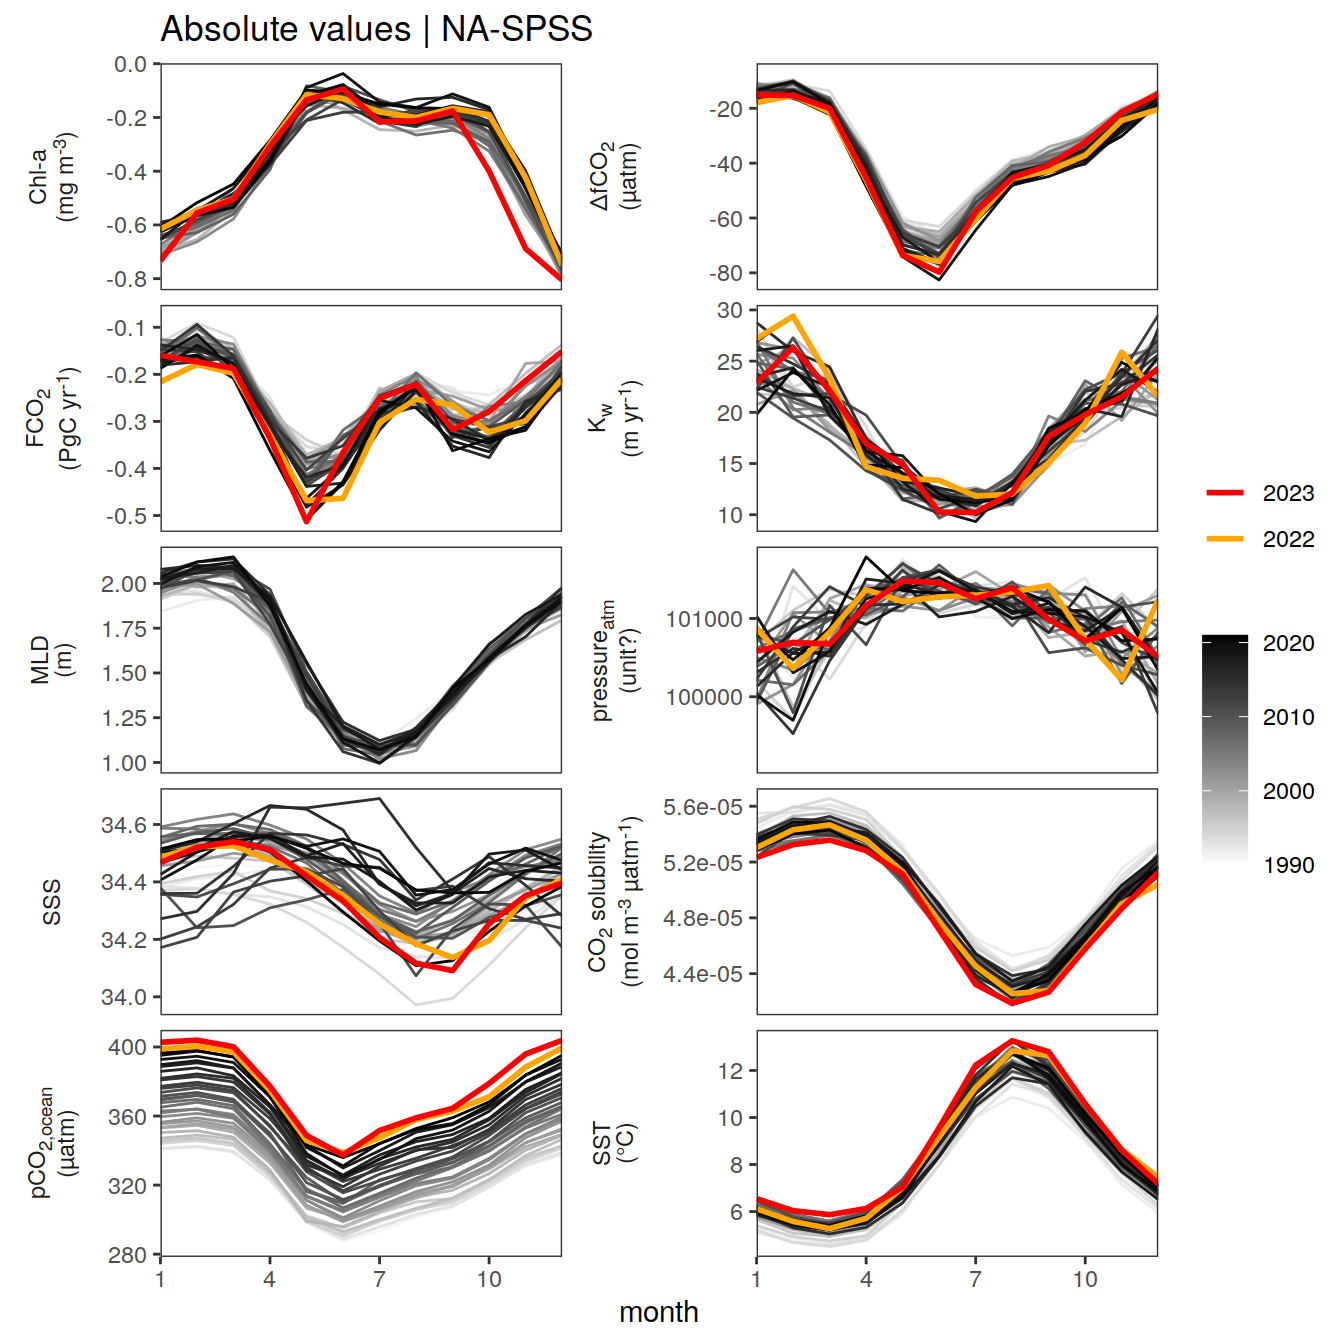 Absolute values | NA-SPSS
Chl-a
(mg m-3)
0.0
-0.2
-0.4
-0.6
-0.8
ΔfCO2
(µatm)
-20
-40
-60
-80
FCO2
(PgC yr-1)
-0.1
-0.2
-0.3
-0.4
-0.5
Kw
(m yr-1)
30
25
20
15
10
MLD
(m)
2.00
1.75
1.50
1.25
1.00
pressureatm
(unit?)
101000
100000
SSS
34.6
34.4
34.2
34.0
CO2 solubility
(mol m-3 µatm-1)
5.6e-05
5.2e-05
4.8e-05
4.4e-05
pCO2,ocean
(µatm)
400
360
320
280
SST
(°C)
12
10
8
6
1 4 7 10
1 4 7 10
month
2023
2022
2020
2010
2000
1990